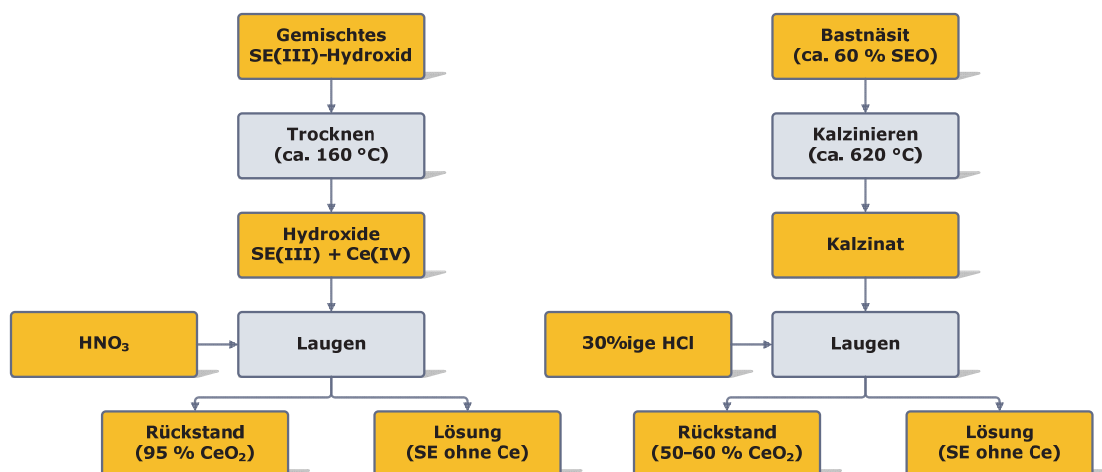 Gemischtes
SE(III)-Hydroxid
Trocknen
(ca. 160 °C)
Hydroxide
SE(III) + Ce(IV)
HNO₃
Laugen
Rückstand
(95 % CeO₂)
Lösung
(SE ohne Ce)
Bastnäsit
(ca. 60 % SEO)
Kalzinieren
(ca. 620 °C)
Kalzinat
30%ige HCl
Laugen
Rückstand
(50–60 % CeO₂)
Lösung
(SE ohne Ce)